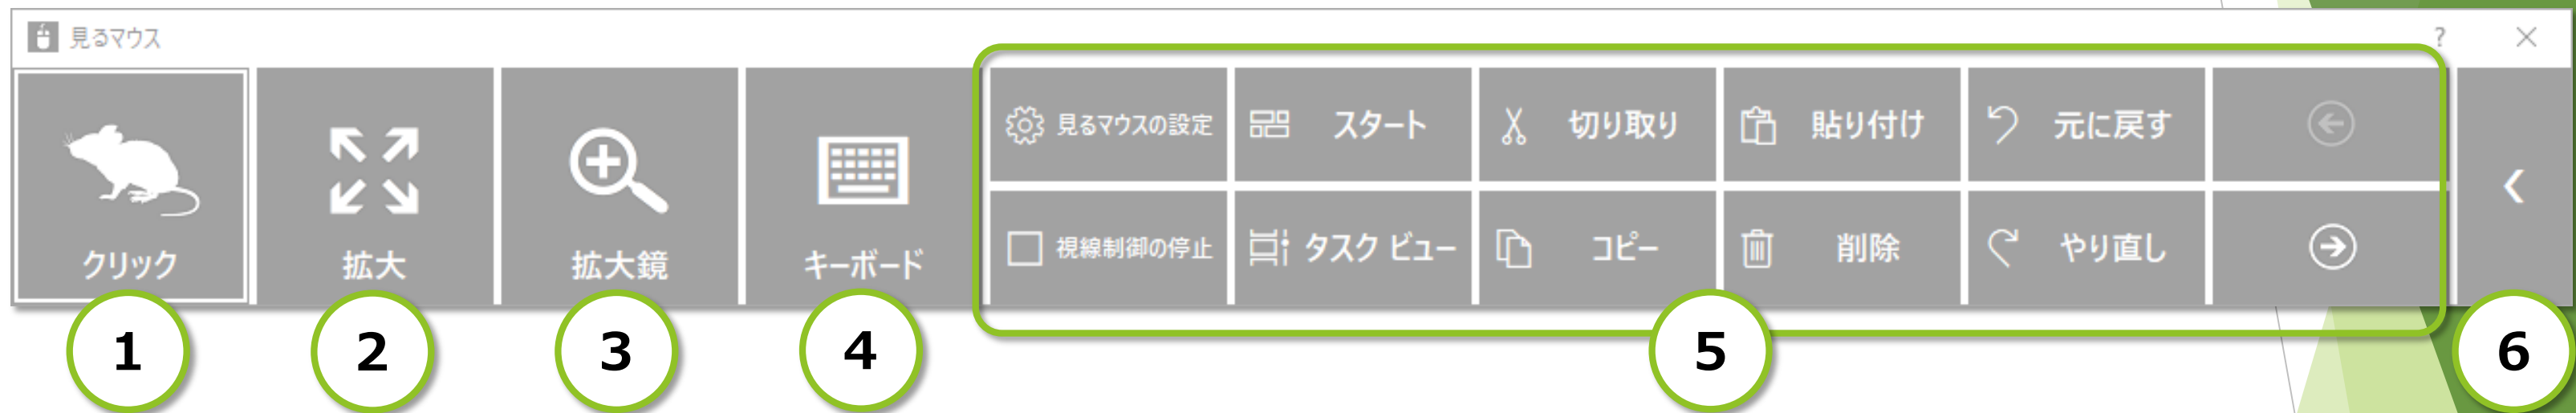 見るマウス
?
見るマウスの設定
スタート
切り取り
貼り付け
元に戻す
クリック
拡大
拡大鏡
キーボード
視線制御の停止
タスク ビュー
コピー
削除
やり直し
1
2
3
4
5
6